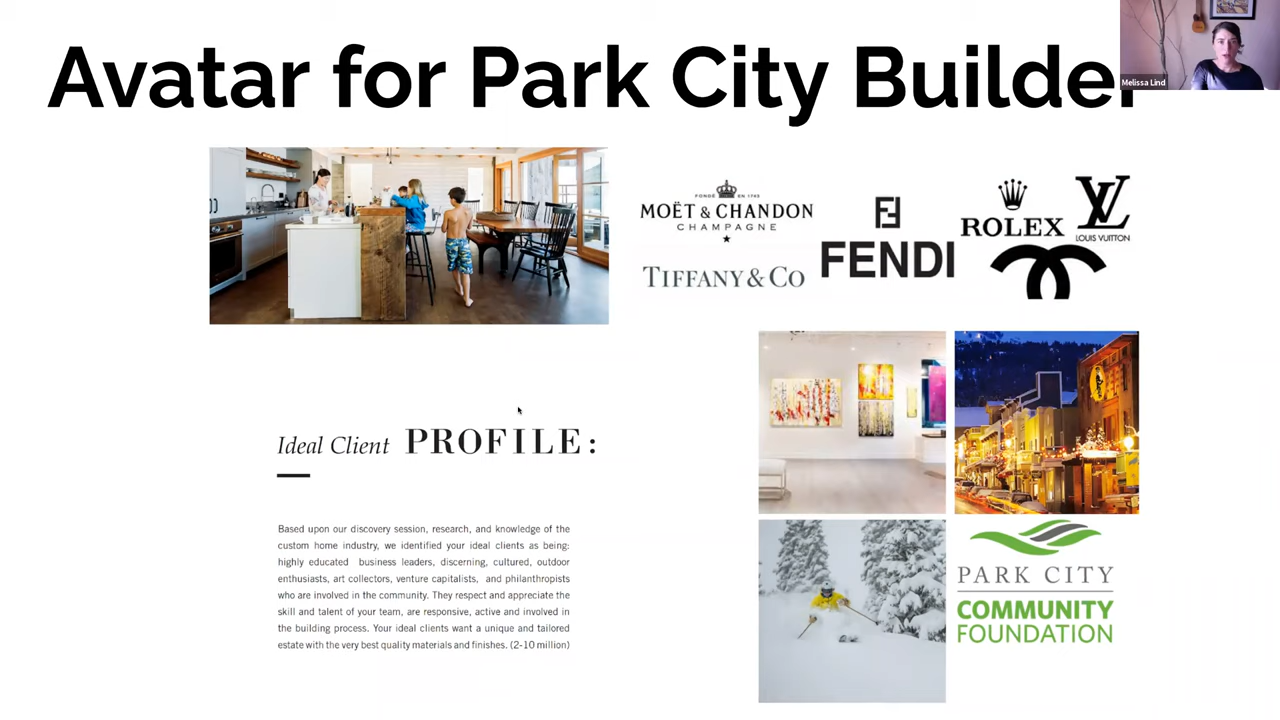 Avatar for Park City Builder
Melissa Lind
FONDÉ EN 1743
MOËT & CHANDON
CHAMPAGNE
TIFFANY & CO
FENDI
ROLEX
LV
LOUIS VUITTON
Ideal Client PROFILE:
Based upon our discovery session, research, and knowledge of the
custom home industry, we identified your ideal clients as being:
highly educated business leaders, discerning, cultured, outdoor
enthusiasts, art collectors, venture capitalists, and philanthropists
who are involved in the community. They respect and appreciate the
skill and talent of your team, are responsive, active and involved in
the building process. Your ideal clients want a unique and tailored
estate with the very best quality materials and finishes. (2-10 million)
PARK CITY
COMMUNITY
FOUNDATION